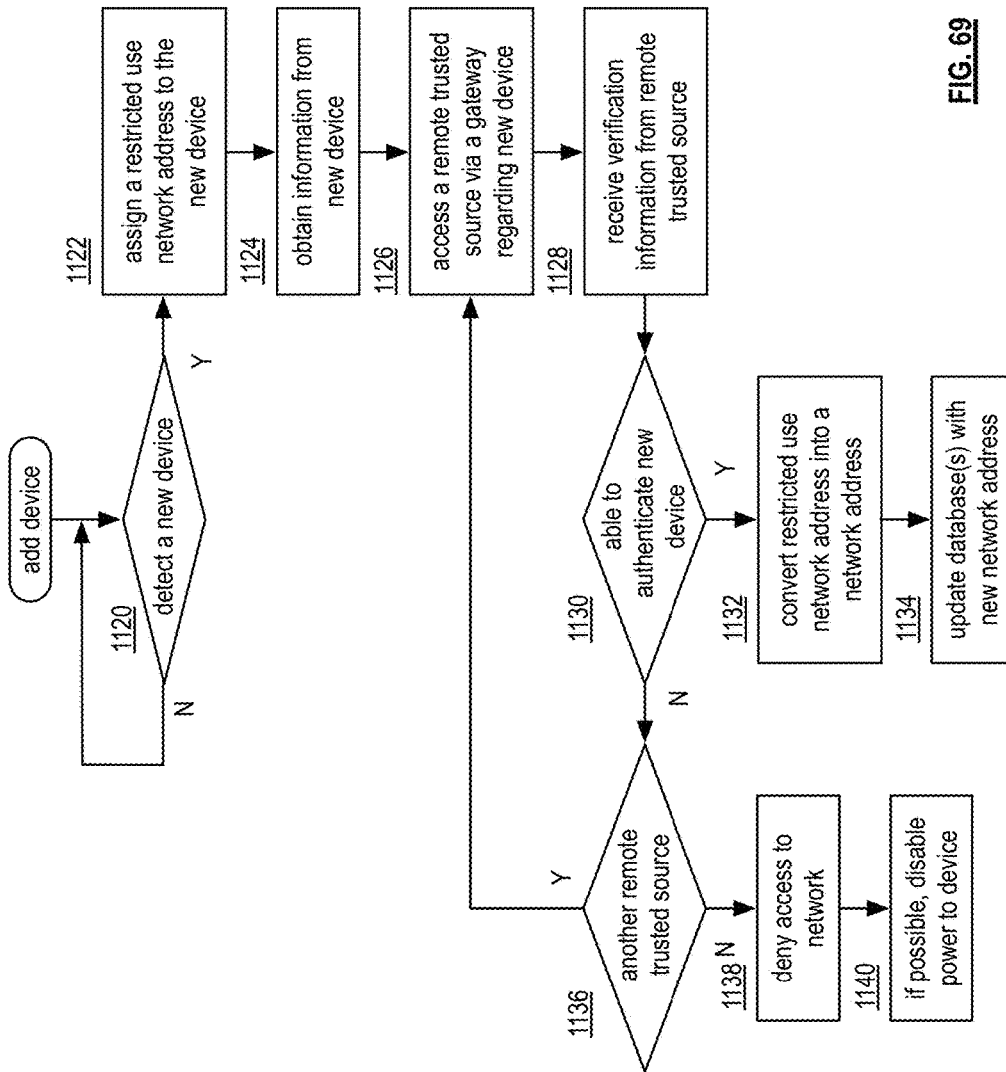 add device
1120
detect a new device
N
Y
1122
assign a restricted use
network address to the
new device
1124
obtain information from
new device
1126
access a remote trusted
source via a gateway
regarding new device
1128
receive verification
information from remote
trusted source
1130
able to
authenticate new
device
Y
N
1132
convert restricted use
network address into a
network address
1134
update database(s) with
new network address
1136
another remote
trusted source
Y
N
1138
deny access to
network
1140
if possible, disable
power to device
FIG. 69